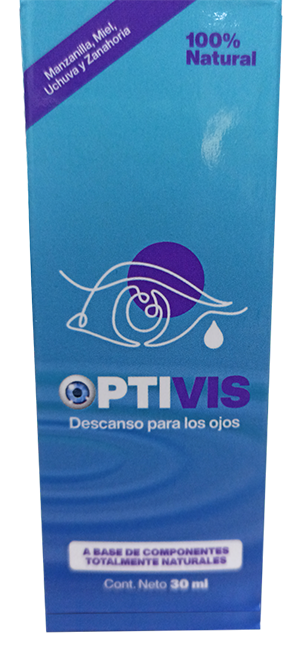 Manzanilla, Miel,
Uchuva y Zanahoria
100%
Natural
OPTIVIS
Descanso para los ojos
A BASE DE COMPONENTES
TOTALMENTE NATURALES
Cont. Neto 30 ml